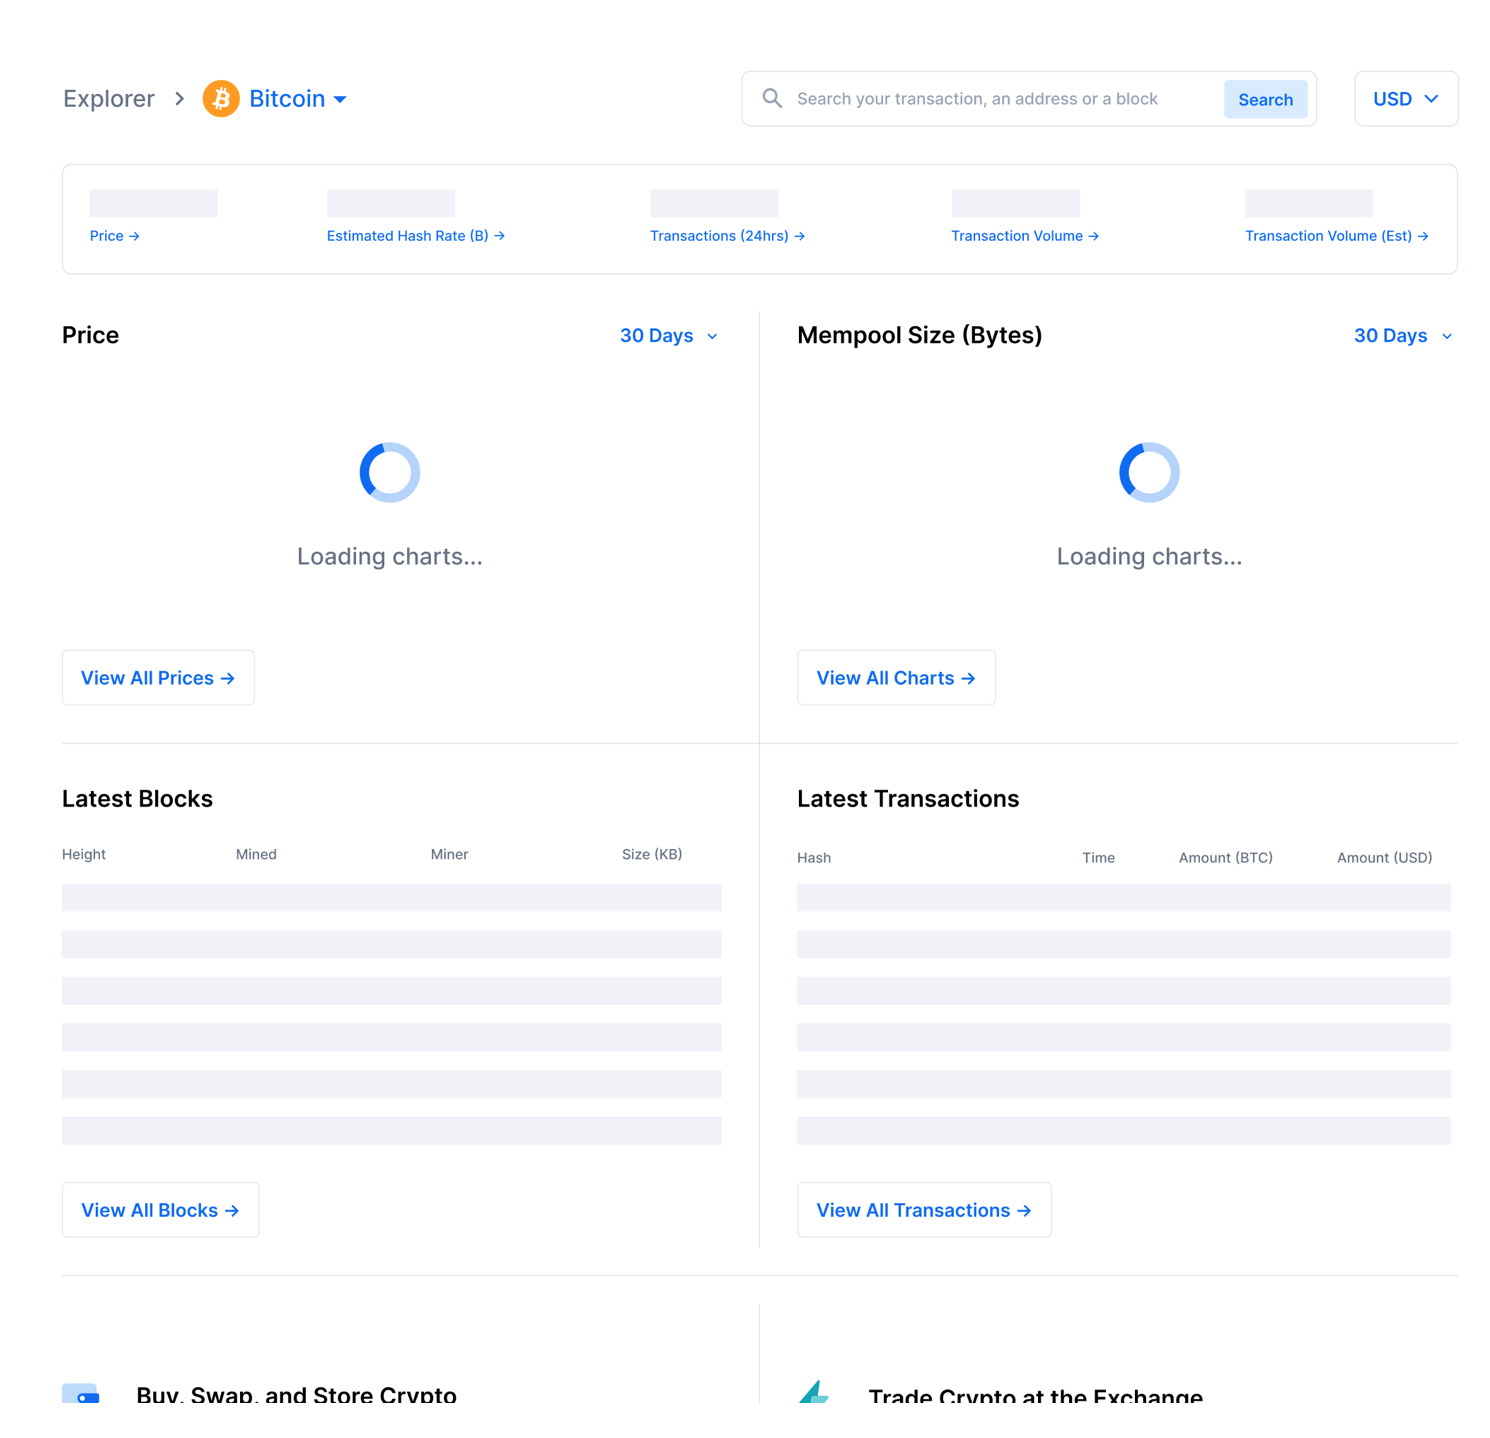 Explorer > Bitcoin
Search your transaction, an address or a block
Search
USD
Price →
Estimated Hash Rate (B) →
Transactions (24hrs) →
Transaction Volume →
Transaction Volume (Est) →
Price
30 Days
Loading charts...
View All Prices →
Mempool Size (Bytes)
30 Days
Loading charts...
View All Charts →
Latest Blocks
Height Mined Miner Size (KB)
View All Blocks →
Latest Transactions
Hash Time Amount (BTC) Amount (USD)
View All Transactions →
Buy, Swap, and Store Crypto
Trade Crypto at the Exchange